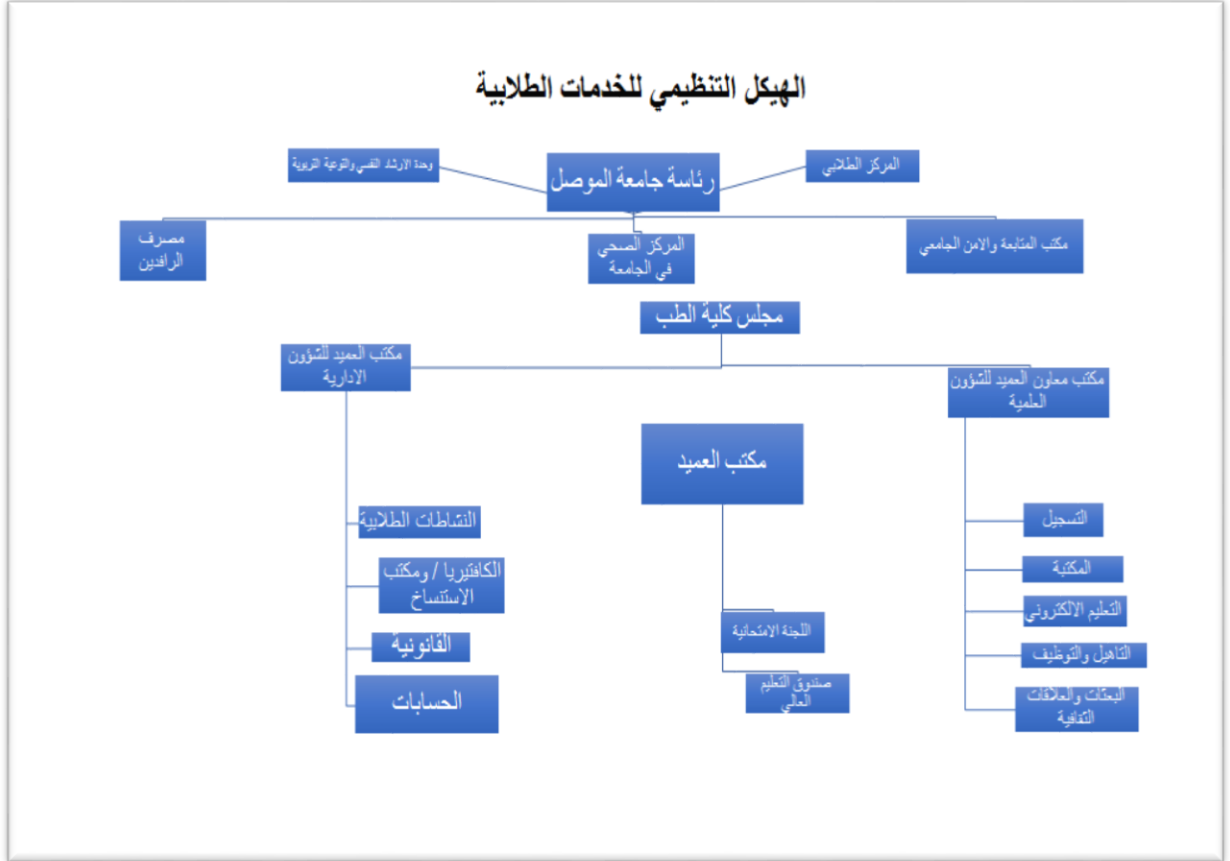 الهيكل التنظيمي للخدمات الطلابية
المركز الطلابي
رئاسة جامعة الموصل
وحدة الارشاد النفسي والتوعية التربوية
مكتب المتابعة والامن الجامعي
المركز الصحي
في الجامعة
مصرف
الرافدين
مجلس كلية الطب
مكتب معاون العميد للشؤون
العلمية
مكتب العميد للشؤون
الادارية
مكتب العميد
التسجيل
المكتبة
التعليم الالكتروني
التاهيل والتوظيف
البعثات والعلاقات
الثقافية
اللجنة الامتحانية
صندوق التعليم
العالي
النشاطات الطلابية
الكافتيريا / ومكتب
الاستنساخ
القانونية
الحسابات